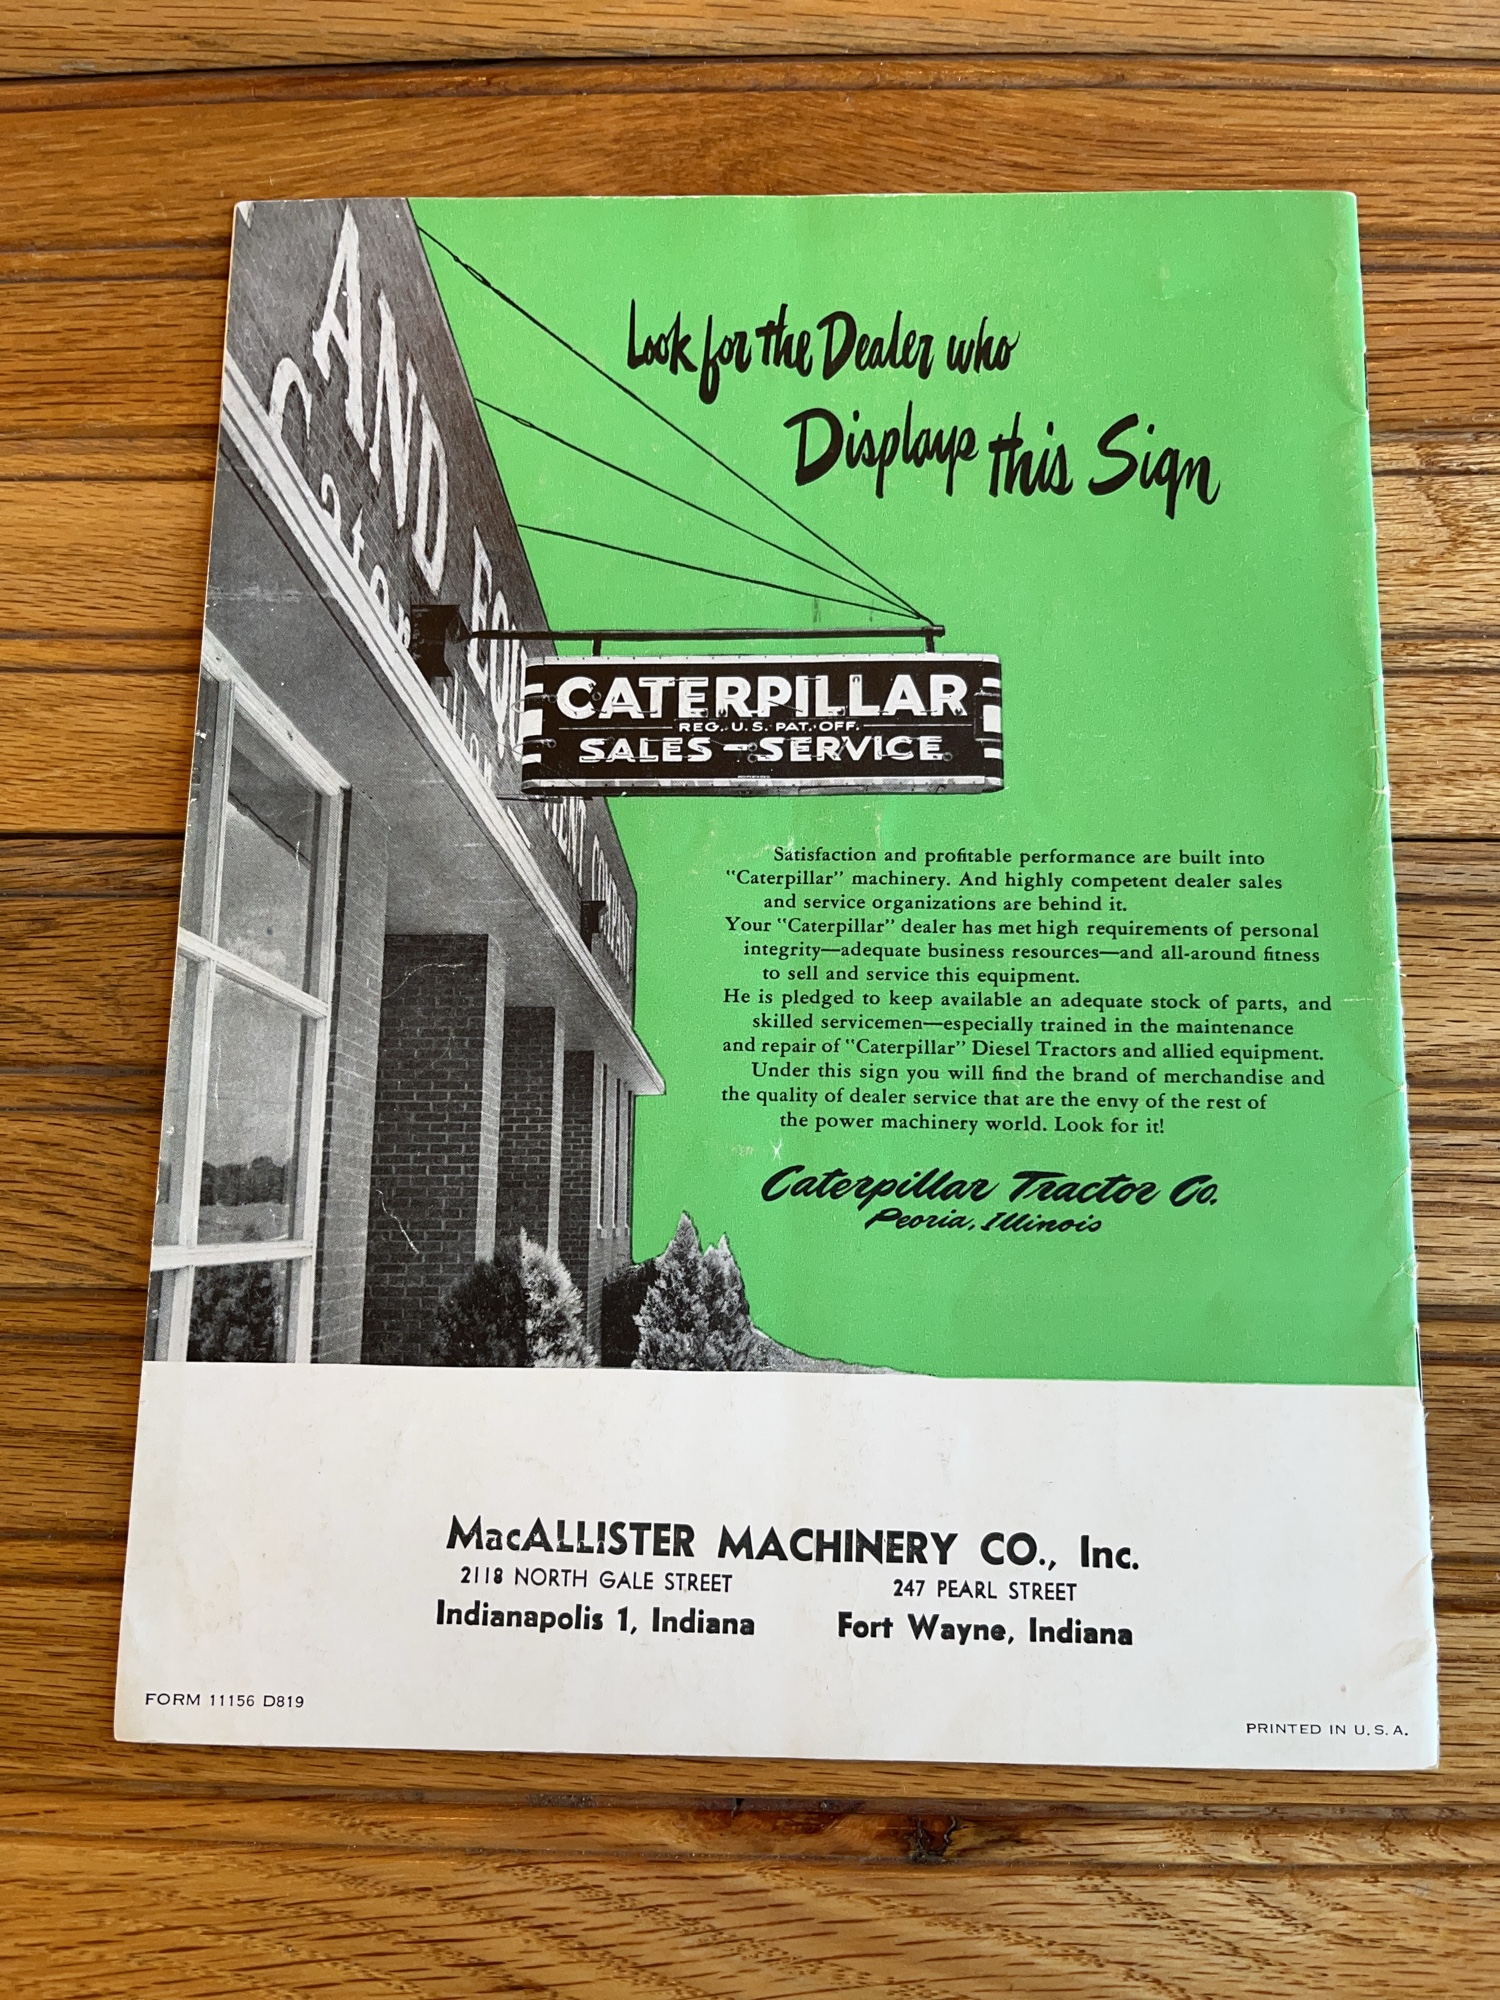 AND EQU
Look for the Dealer who
Displays this Sign
CATERPILLAR
REG. U.S. PAT. OFF.
SALES - SERVICE
Satisfaction and profitable performance are built into
"Caterpillar" machinery. And highly competent dealer sales
and service organizations are behind it.
Your "Caterpillar" dealer has met high requirements of personal
integrity—adequate business resources—and all-around fitness
to sell and service this equipment.
He is pledged to keep available an adequate stock of parts, and
skilled servicemen—especially trained in the maintenance
and repair of "Caterpillar" Diesel Tractors and allied equipment.
Under this sign you will find the brand of merchandise and
the quality of dealer service that are the envy of the rest of
the power machinery world. Look for it!
Caterpillar Tractor Co.
Peoria, Illinois
MacALLISTER MACHINERY CO., Inc.
2118 NORTH GALE STREET 247 PEARL STREET
Indianapolis 1, Indiana Fort Wayne, Indiana
FORM 11156 D819
PRINTED IN U.S.A.